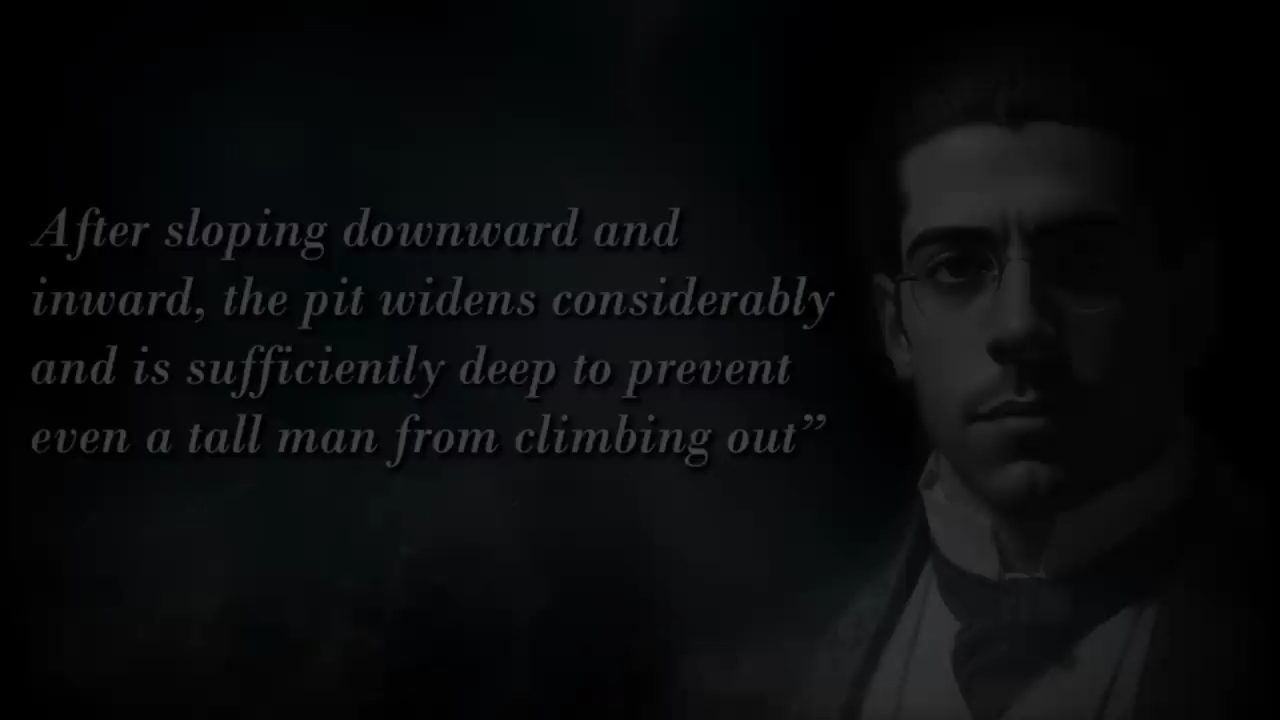 After sloping downward and
inward, the pit widens considerably
and is sufficiently deep to prevent
even a tall man from climbing out”